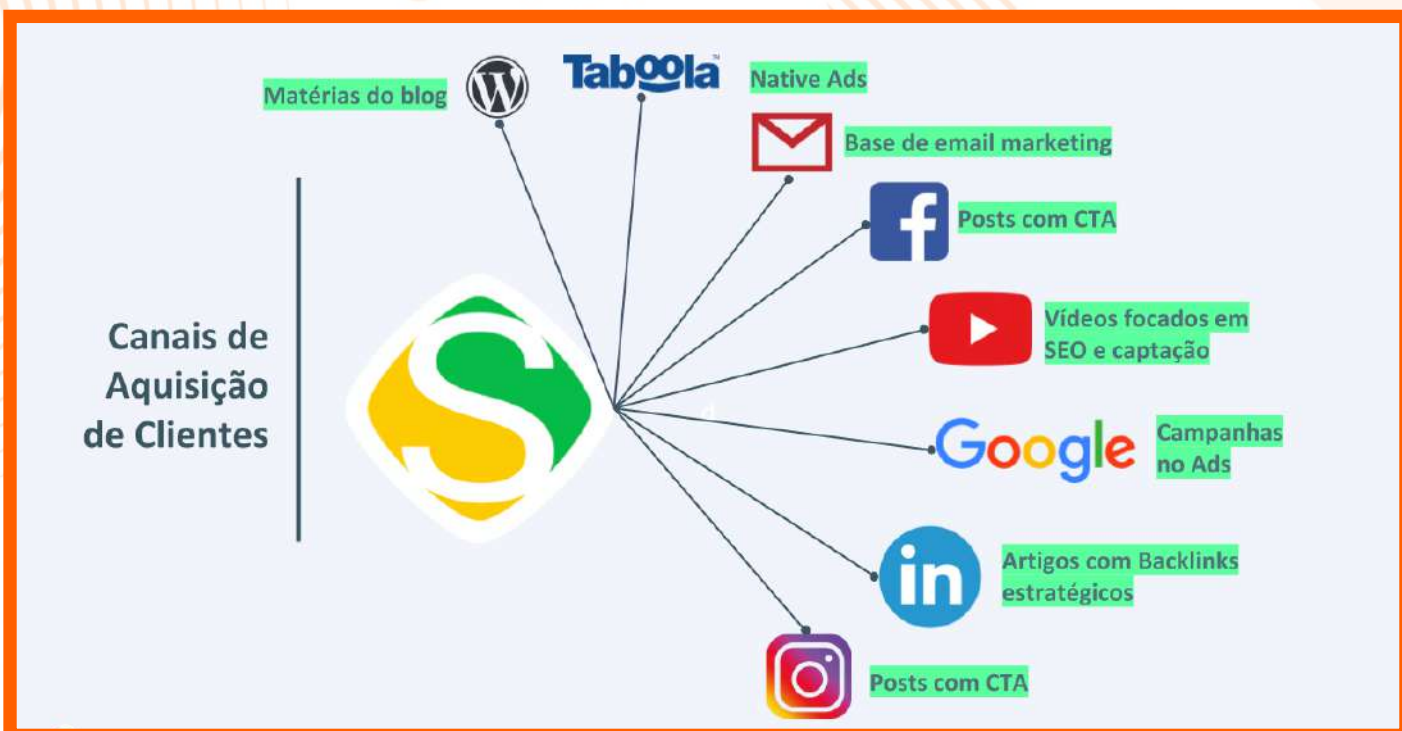 Matérias do blog
Taboola
Native Ads
Base de email marketing
f
Posts com CTA
Canais de
Aquisição
de Clientes
S
Vídeos focados em
SEO e captação
d
Google
Campanhas
no Ads
in
Artigos com Backlinks
estratégicos
Posts com CTA